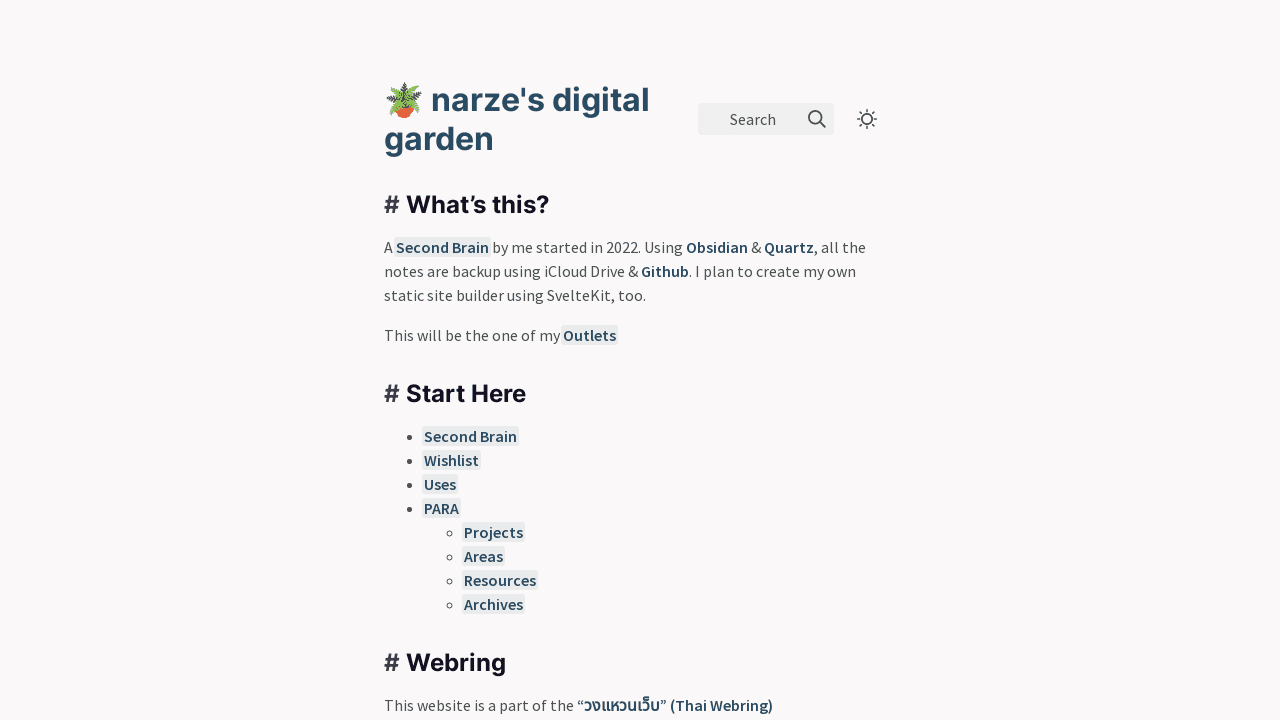 🪴 narze's digital
garden
Search
# What’s this?
A Second Brain by me started in 2022. Using Obsidian & Quartz, all the
notes are backup using iCloud Drive & Github. I plan to create my own
static site builder using SvelteKit, too.
This will be the one of my Outlets
# Start Here
Second Brain
Wishlist
Uses
PARA
Projects
Areas
Resources
Archives
# Webring
This website is a part of the “วงแหวนเว็บ” (Thai Webring)